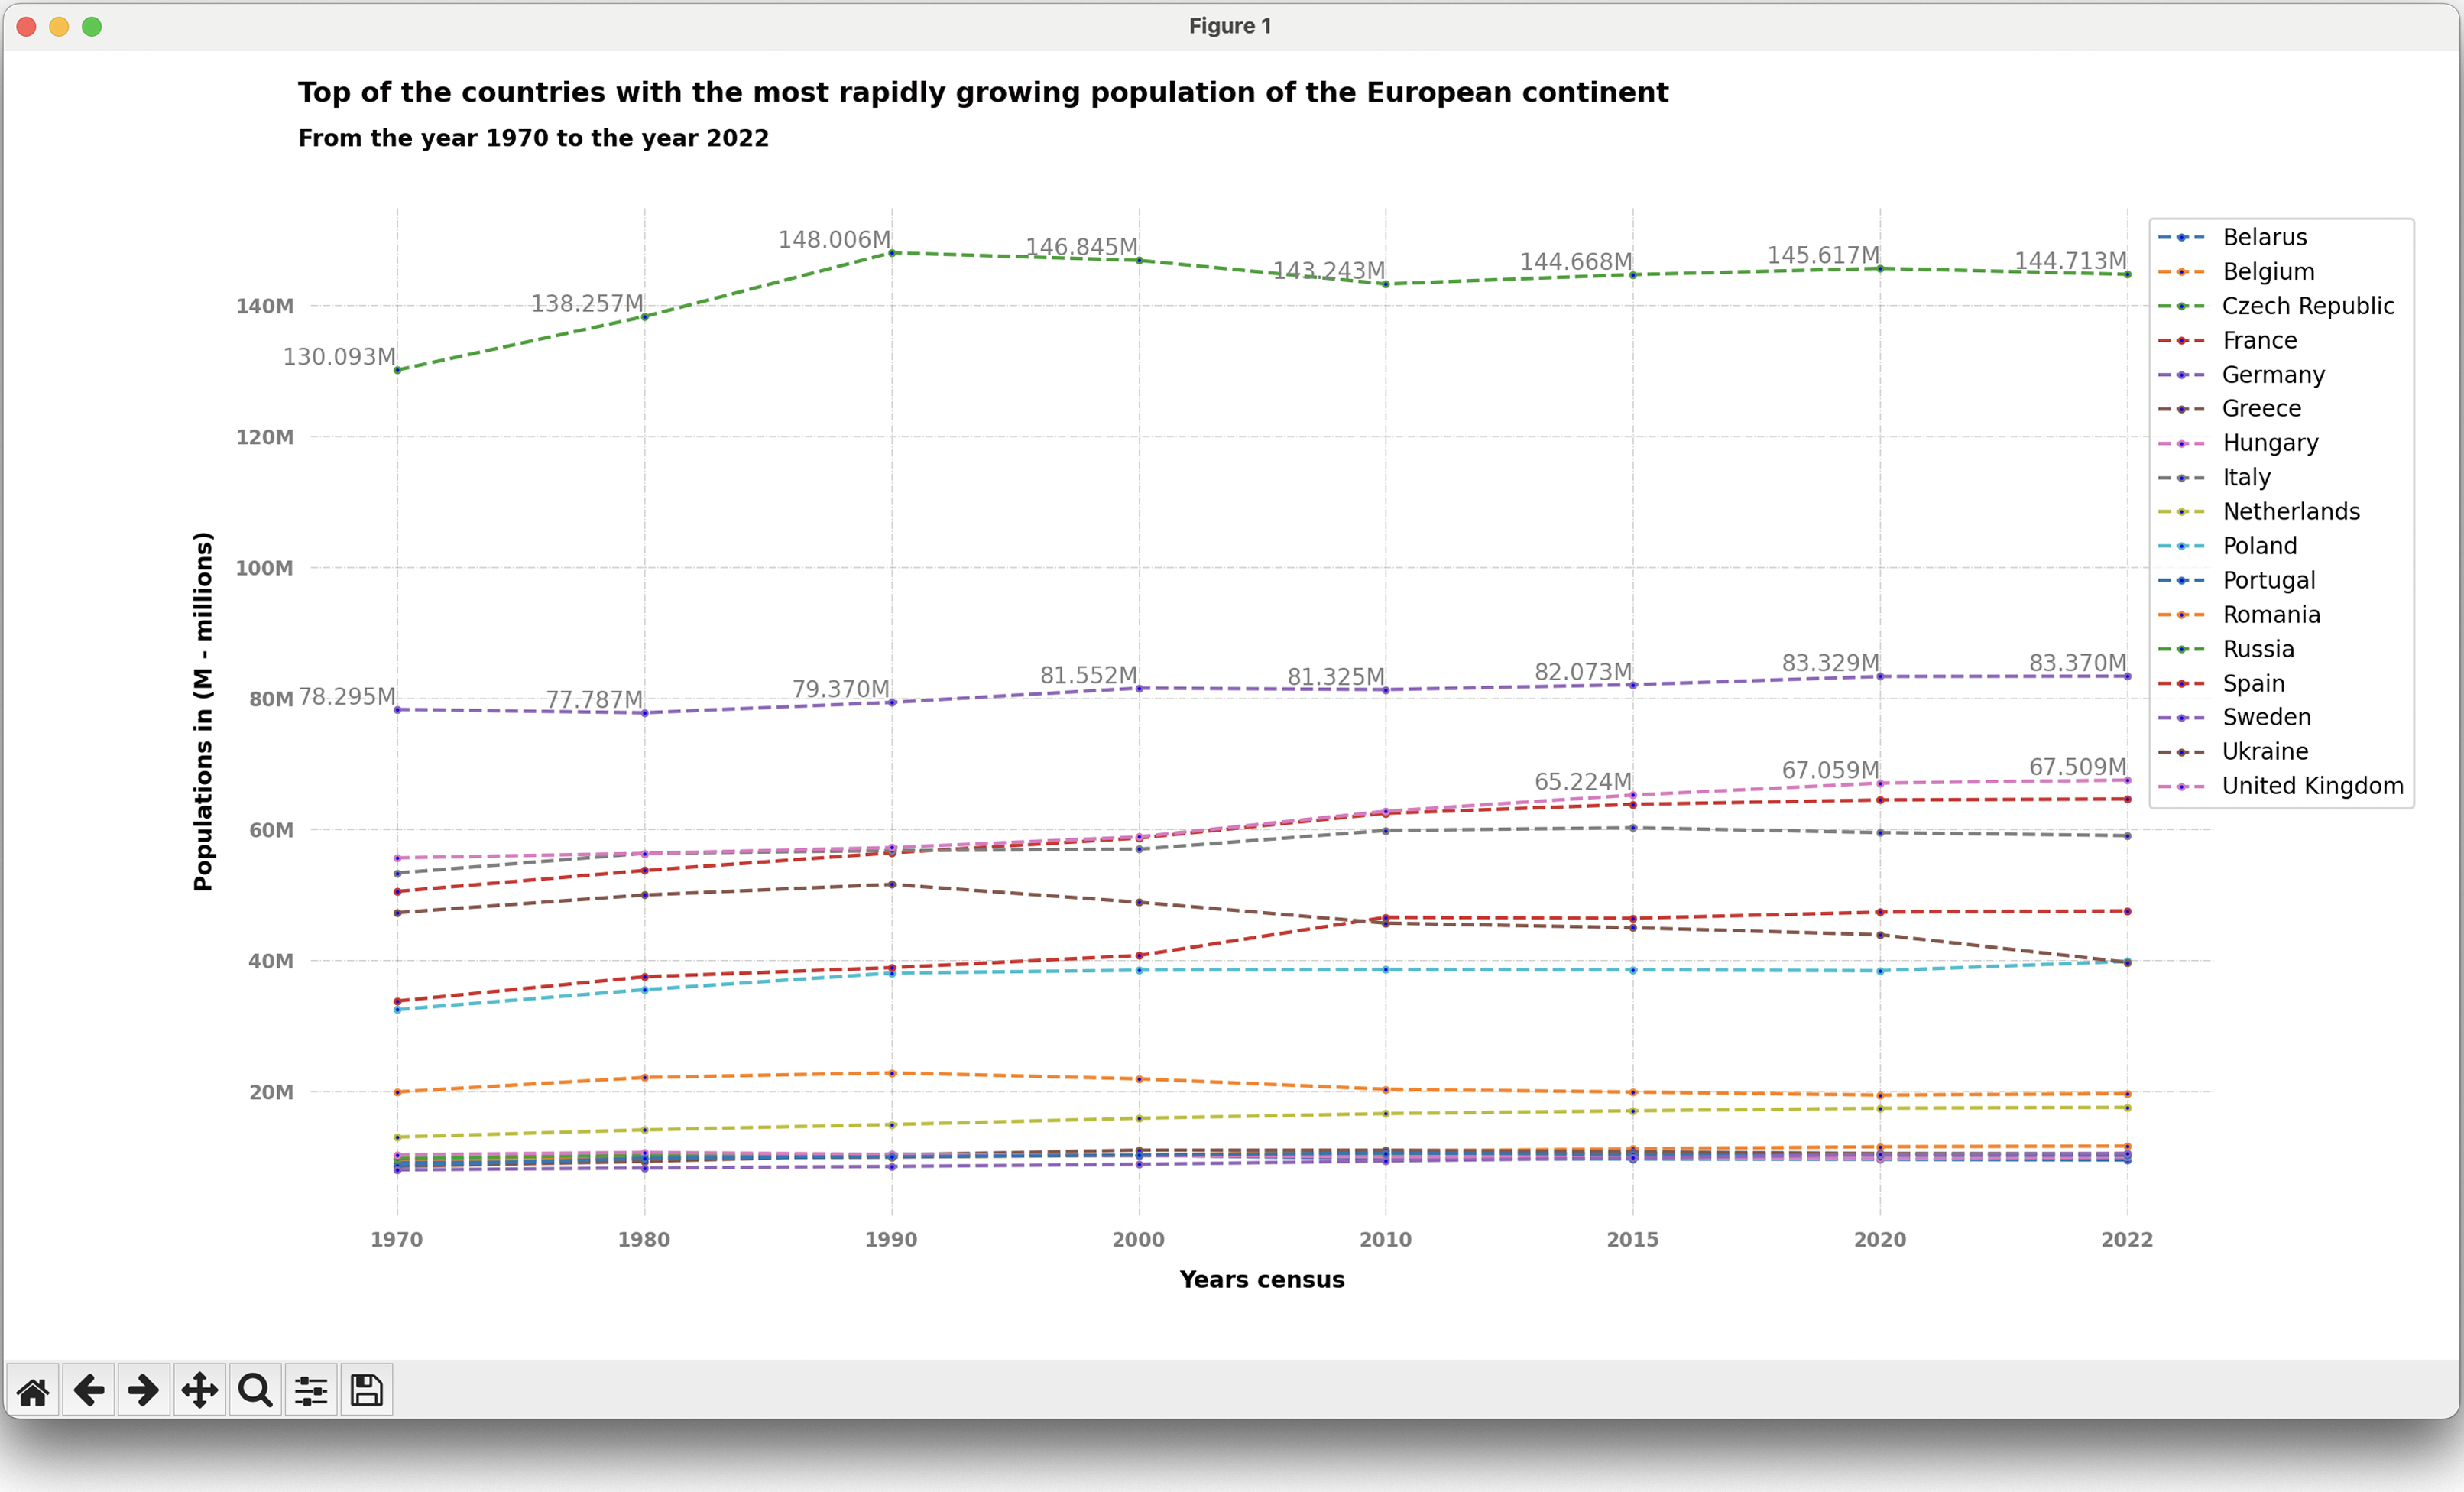 Figure 1
Top of the countries with the most rapidly growing population of the European continent
From the year 1970 to the year 2022
148.006M
146.845M
143.243M
144.668M
145.617M
144.713M
138.257M
130.093M
140M
120M
100M
80M
60M
40M
20M
Populations in (M - millions)
78.295M
77.787M
79.370M
81.552M
81.325M
82.073M
83.329M
83.370M
65.224M
67.059M
67.509M
Belarus
Belgium
Czech Republic
France
Germany
Greece
Hungary
Italy
Netherlands
Poland
Portugal
Romania
Russia
Spain
Sweden
Ukraine
United Kingdom
1970 1980 1990 2000 2010 2015 2020 2022
Years census